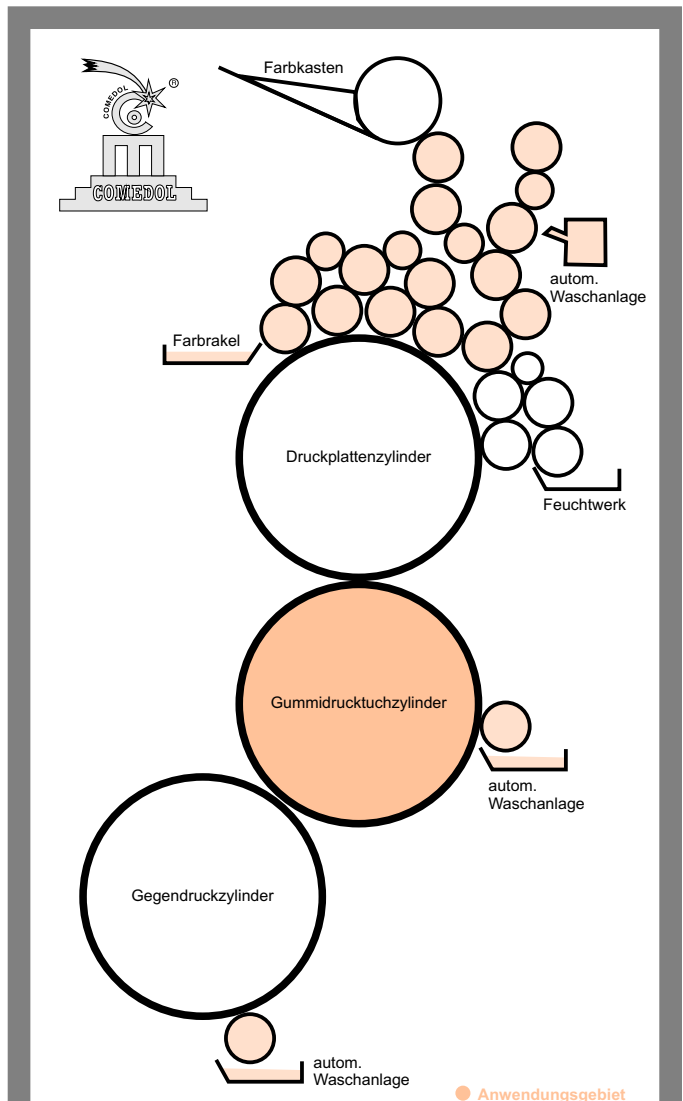 Farbkasten
COMEDOL
®
COMEDOL
autom.
Waschanlage
Farbrakel
Druckplattenzylinder
Feuchtwerk
Gummidrucktuchzylinder
autom.
Waschanlage
Gegendruckzylinder
autom.
Waschanlage
Anwendungsgebiet